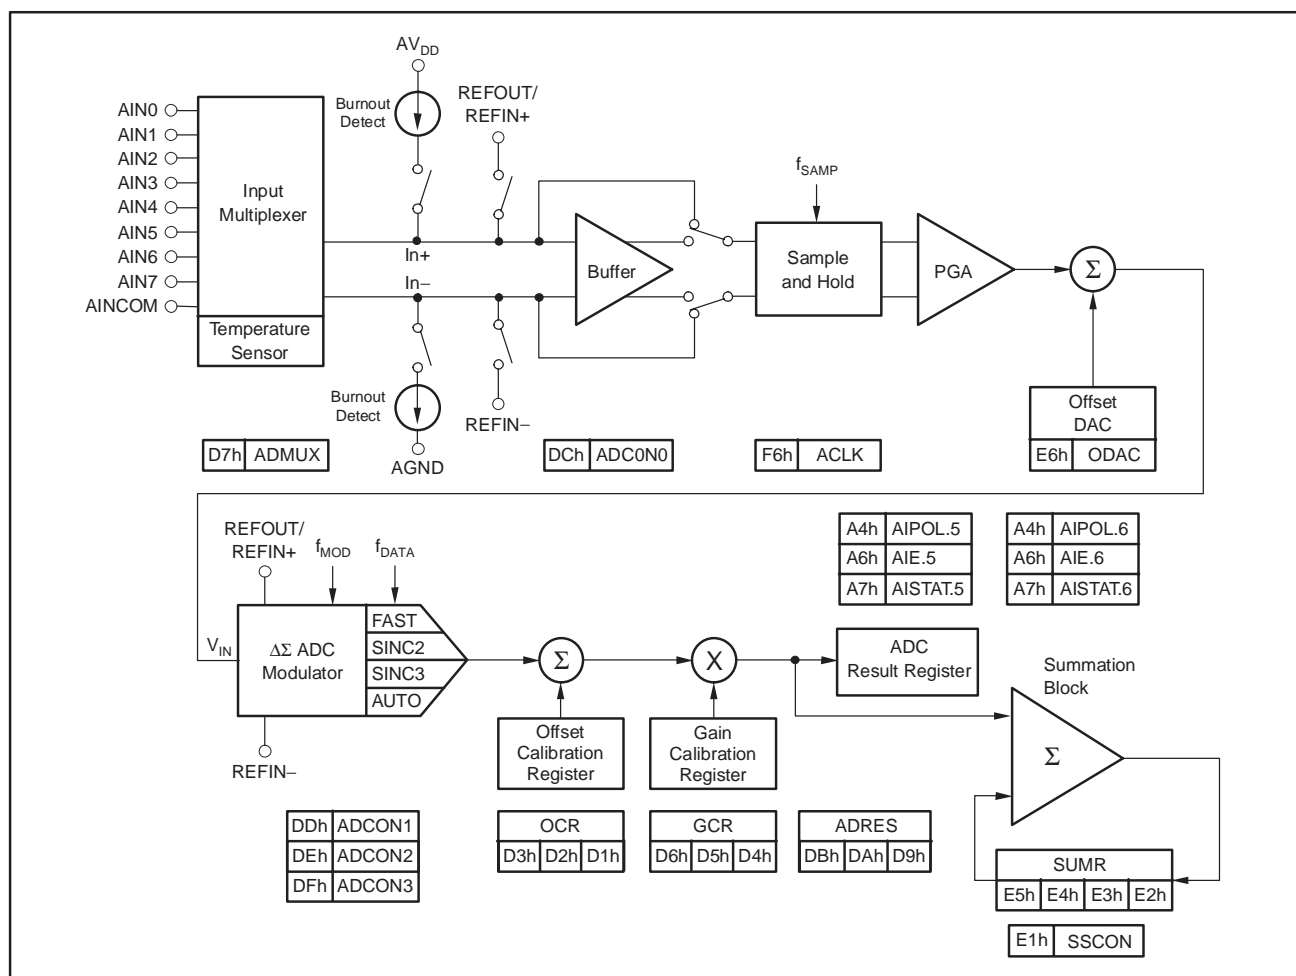 AVDD
Burnout
Detect
REFOUT/
REFIN+
AIN0
AIN1
AIN2
AIN3
AIN4
AIN5
AIN6
AIN7
AINCOM
Input
Multiplexer
Temperature
Sensor
In+
In−
Buffer
fSAMP
Sample
and Hold
PGA
Σ
Offset
DAC
E6h ODAC
Burnout
Detect
AGND
REFIN−
D7h ADMUX
DCh ADC0N0
F6h ACLK
A4h AIPOL.5
A6h AIE.5
A7h AISTAT.5
A4h AIPOL.6
A6h AIE.6
A7h AISTAT.6
REFOUT/
REFIN+
fMOD
fDATA
VIN
ΔΣ ADC
Modulator
FAST
SINC2
SINC3
AUTO
REFIN−
Σ
X
ADC
Result Register
Summation
Block
Σ
Offset
Calibration
Register
Gain
Calibration
Register
DDh ADCON1
DEh ADCON2
DFh ADCON3
OCR
D3h D2h D1h
GCR
D6h D5h D4h
ADRES
DBh DAh D9h
SUMR
E5h E4h E3h E2h
E1h SSCON